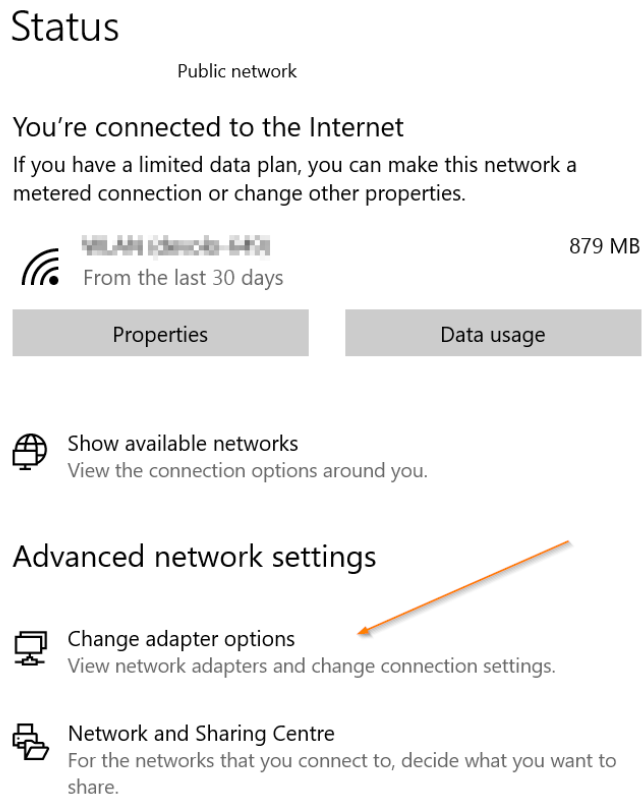 Status
Public network
You're connected to the Internet
If you have a limited data plan, you can make this network a
metered connection or change other properties.
879 MB
From the last 30 days
Properties
Data usage
Show available networks
View the connection options around you.
Advanced network settings
Change adapter options
View network adapters and change connection settings.
Network and Sharing Centre
For the networks that you connect to, decide what you want to
share.